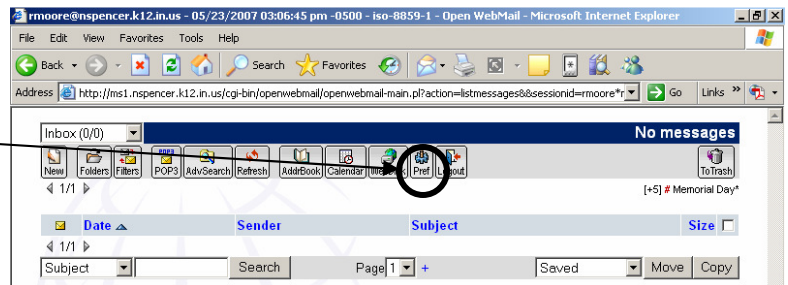 rmoore@nspencer.k12.in.us - 05/23/2007 03:06:45 pm -0500 - iso-8859-1 - Open WebMail - Microsoft Internet Explorer
File Edit View Favorites Tools Help
Back Search Favorites
Address http://ms1.nspencer.k12.in.us/cgi-bin/openwebmail/openwebmail-main.pl?action=listmessages&&sessionid=rmoore*r Go Links »
Inbox (0/0) No messages
New Folders Filters POP3 AdvSearch Refresh AddrBook Calendar Pref Logout ToTrash
1/1 [+5] # Memorial Day*
Date Sender Subject Size
1/1
Subject Search Page 1 + Saved Move Copy